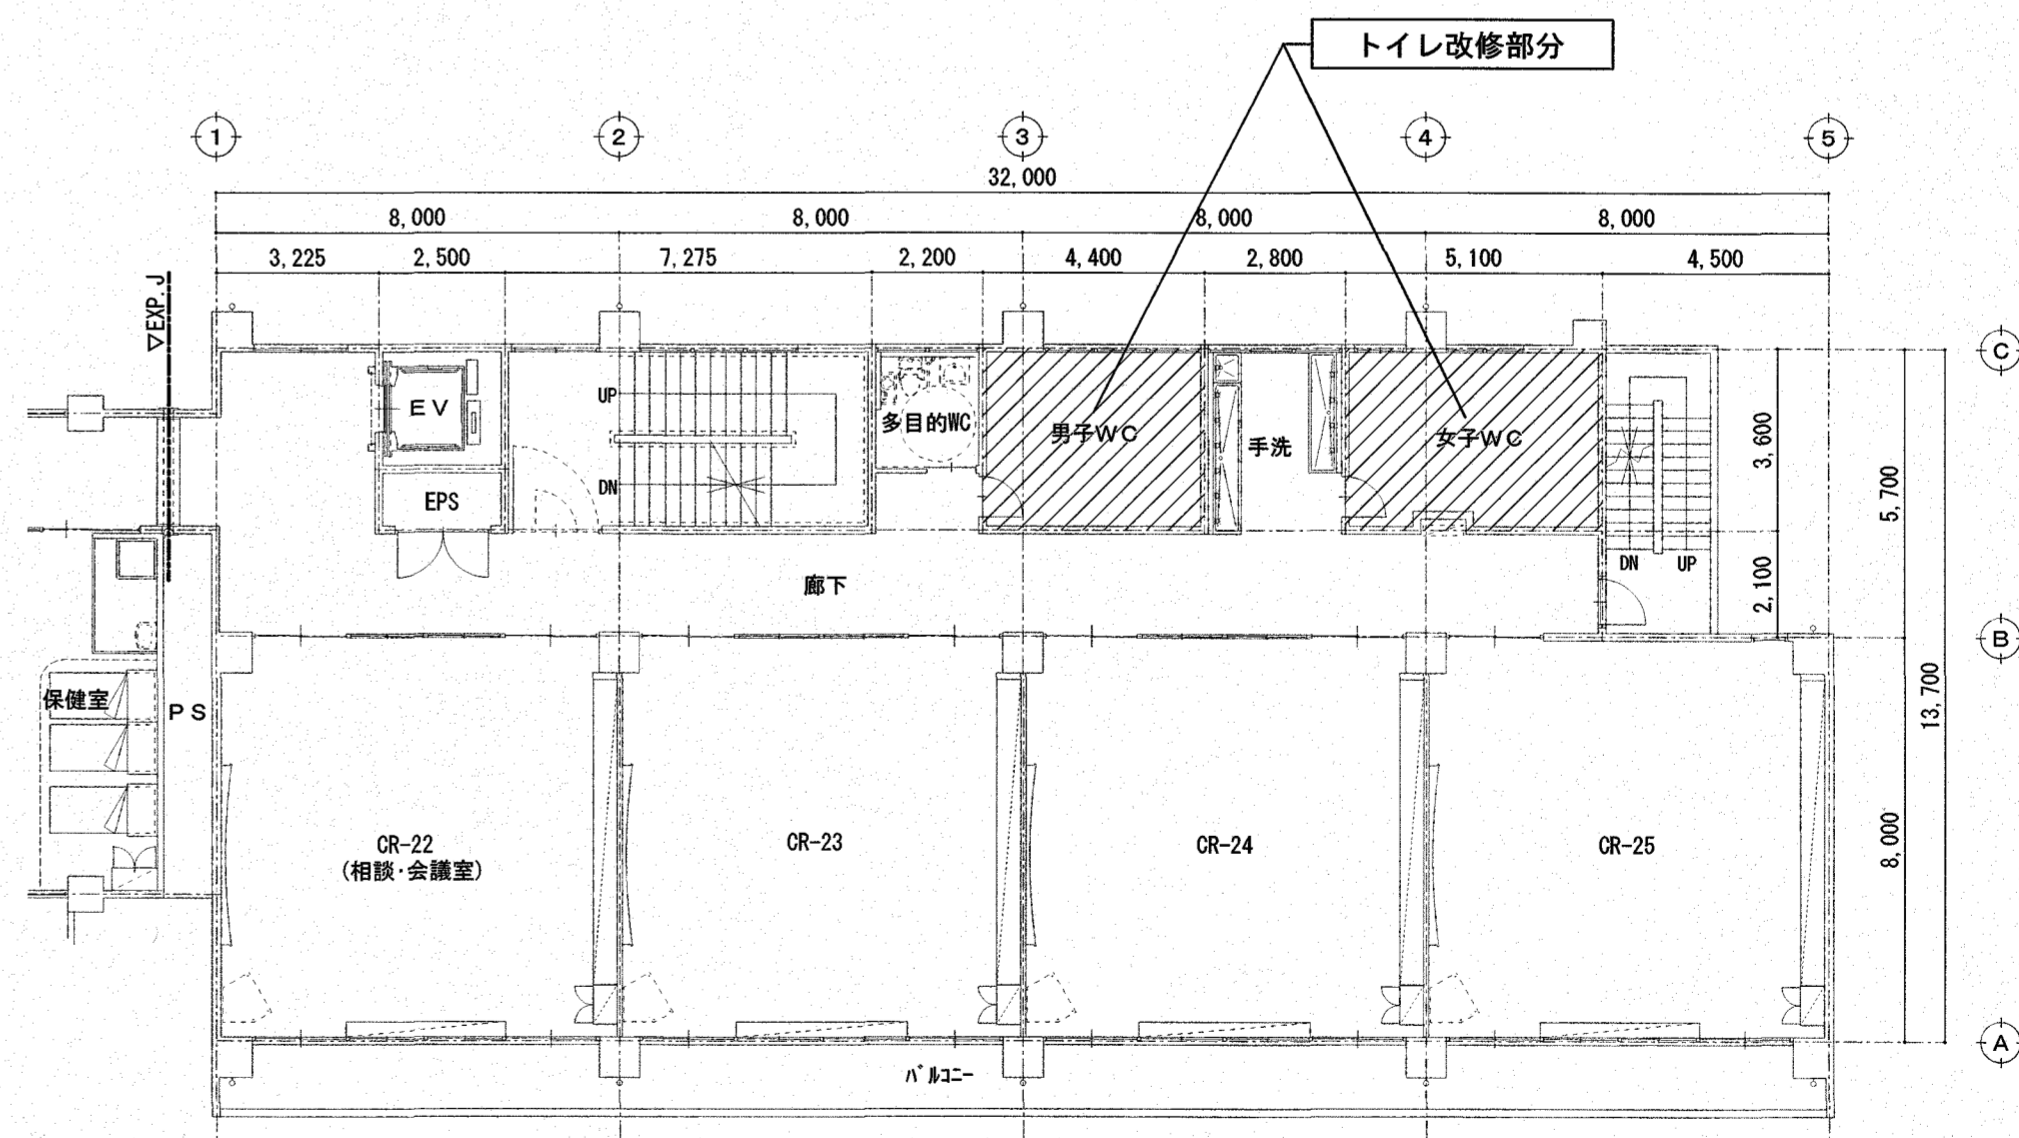 トイレ改修部分
1
2
3
4
5
32,000
8,000
8,000
8,000
8,000
3,225
2,500
7,275
2,200
4,400
2,800
5,100
4,500
▽EXP.J
C
EV
UP
多目的WC
男子WC
手洗
女子WC
3,600
5,700
DN
EPS
DN
UP
2,100
廊下
B
保健室
PS
13,700
CR-22
(相談・会議室)
CR-23
CR-24
CR-25
8,000
A
バルコニー